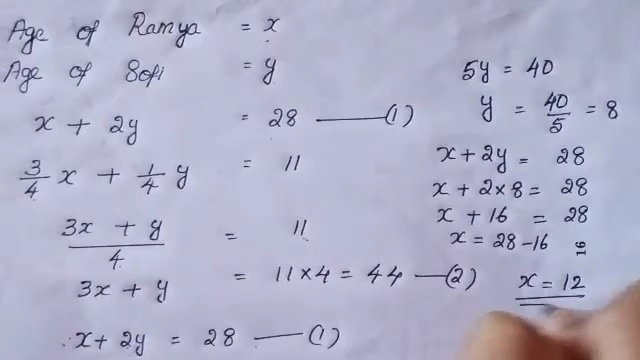 Age of Ramya = x
Age of Sofi = y
x + 2y = 28 —— (1)
3/4 x + 1/4 y = 11
(3x + y)/4 = 11
3x + y = 11 × 4 = 44 — (2)
x + 2y = 28 —— (1)
5y = 40
y = 40/5 = 8
x + 2y = 28
x + 2 × 8 = 28
x + 16 = 28
x = 28 - 16
x = 12